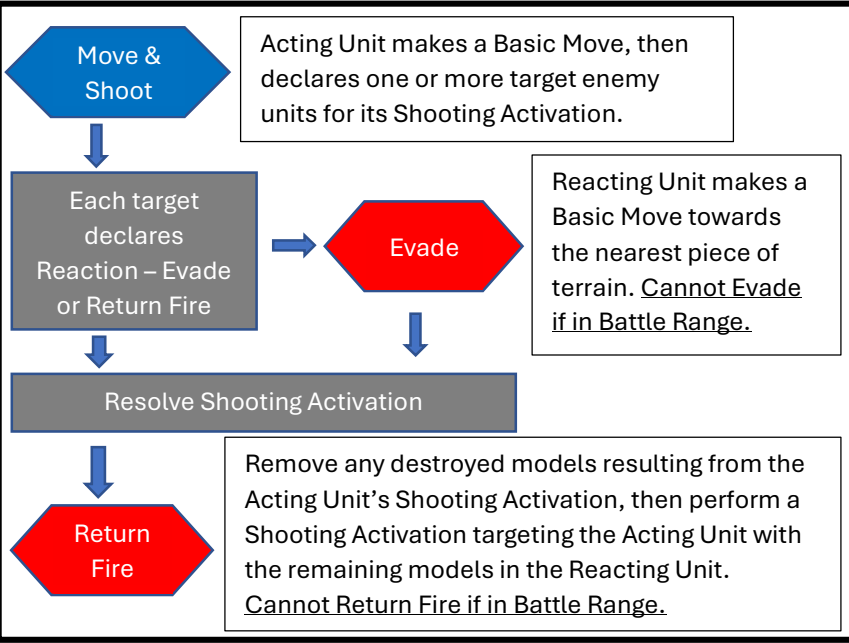 Move &
Shoot
Acting Unit makes a Basic Move, then
declares one or more target enemy
units for its Shooting Activation.
Each target
declares
Reaction – Evade
or Return Fire
Evade
Reacting Unit makes a
Basic Move towards
the nearest piece of
terrain. Cannot Evade
if in Battle Range.
Resolve Shooting Activation
Return
Fire
Remove any destroyed models resulting from the
Acting Unit’s Shooting Activation, then perform a
Shooting Activation targeting the Acting Unit with
the remaining models in the Reacting Unit.
Cannot Return Fire if in Battle Range.